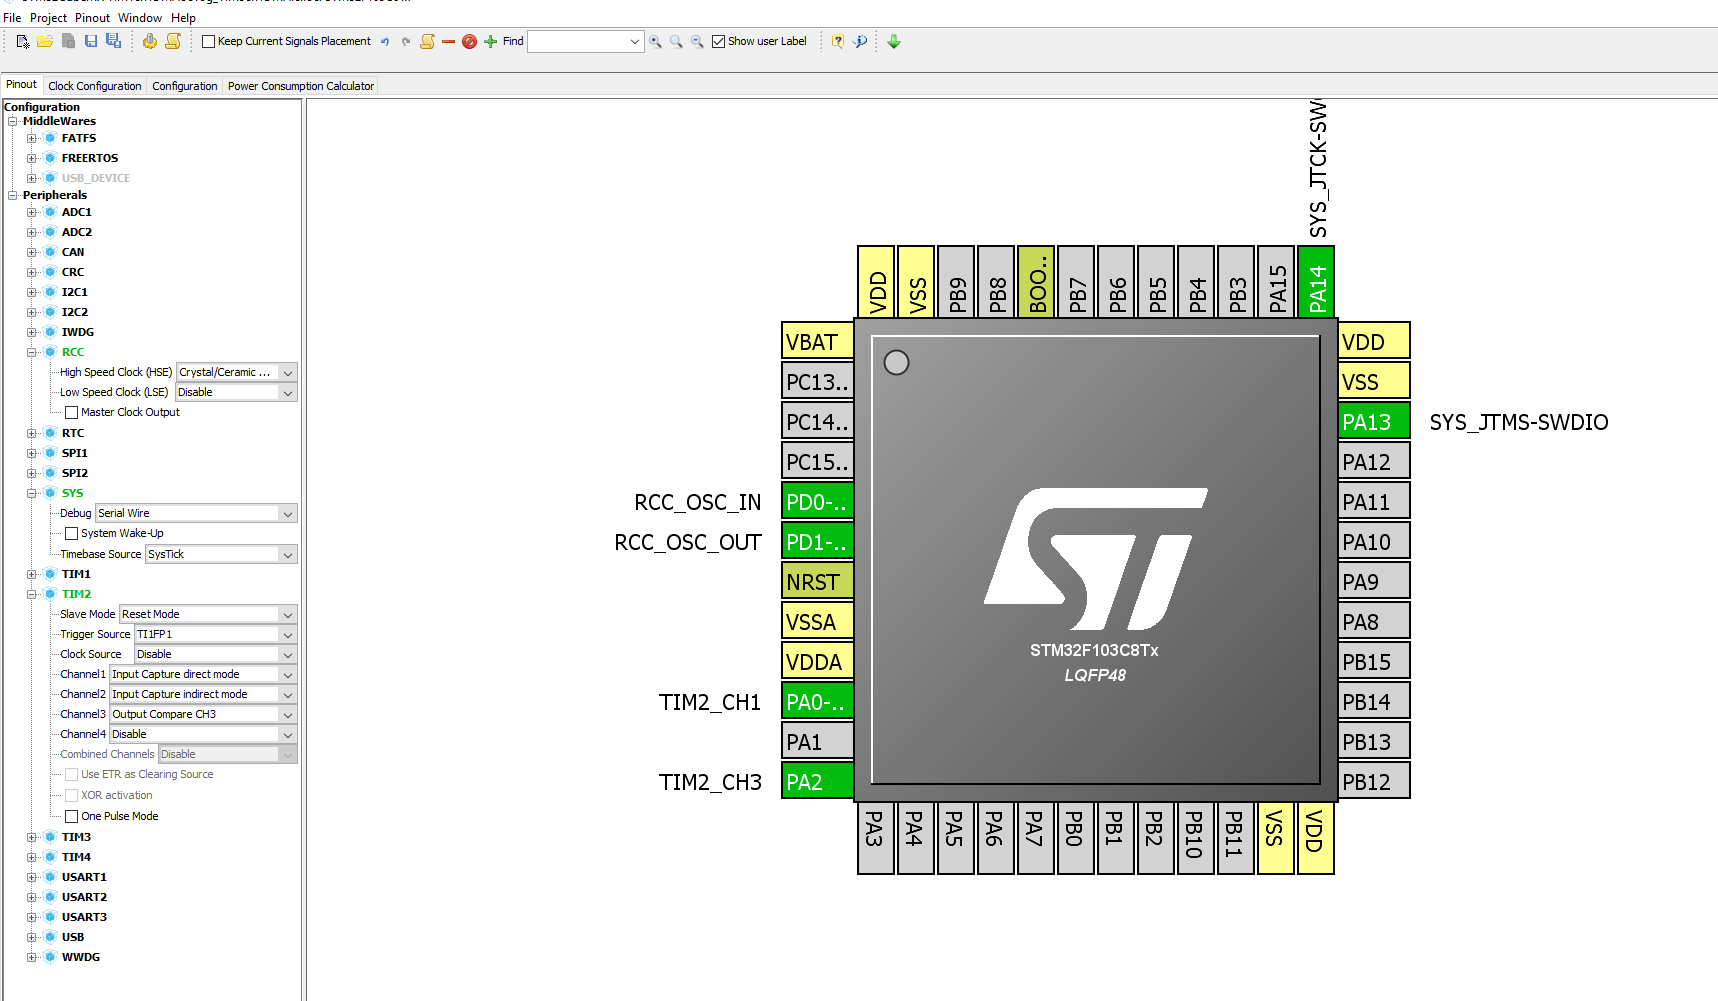 File Project Pinout Window Help
Keep Current Signals Placement Find Show user Label
Pinout Clock Configuration Configuration Power Consumption Calculator
Configuration
MiddleWares
FATFS
FREERTOS
USB_DEVICE
Peripherals
ADC1
ADC2
CAN
CRC
I2C1
I2C2
IWDG
RCC
High Speed Clock (HSE) Crystal/Ceramic ...
Low Speed Clock (LSE) Disable
Master Clock Output
RTC
SPI1
SPI2
SYS
Debug Serial Wire
System Wake-Up
Timebase Source SysTick
TIM1
TIM2
Slave Mode Reset Mode
Trigger Source TI1FP1
Clock Source Disable
Channel1 Input Capture direct mode
Channel2 Input Capture indirect mode
Channel3 Output Compare CH3
Channel4 Disable
Combined Channels Disable
Use ETR as Clearing Source
XOR activation
One Pulse Mode
TIM3
TIM4
USART1
USART2
USART3
USB
WWDG
SYS_JTCK-SW
VDD VSS PB9 PB8 BOO.. PB7 PB6 PB5 PB4 PB3 PA15 PA14
VBAT
PC13..
PC14..
PC15..
RCC_OSC_IN PD0-..
RCC_OSC_OUT PD1-..
NRST
VSSA
VDDA
TIM2_CH1 PA0-..
PA1
TIM2_CH3 PA2
ST
STM32F103C8Tx
LQFP48
VDD
VSS
PA13 SYS_JTMS-SWDIO
PA12
PA11
PA10
PA9
PA8
PB15
PB14
PB13
PB12
PA3 PA4 PA5 PA6 PA7 PB0 PB1 PB2 PB10 PB11 VSS VDD